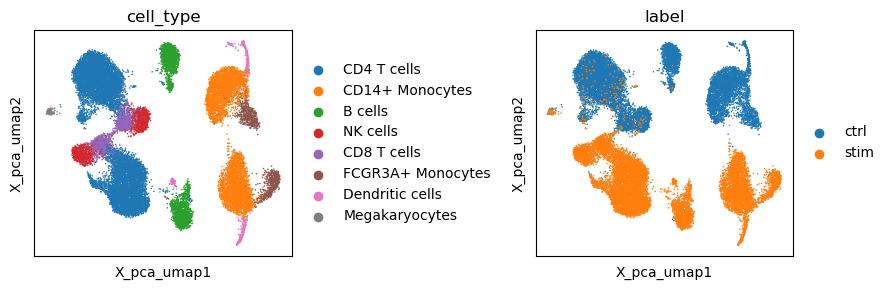 cell_type
X_pca_umap2
X_pca_umap1
CD4 T cells
CD14+ Monocytes
B cells
NK cells
CD8 T cells
FCGR3A+ Monocytes
Dendritic cells
Megakaryocytes
label
X_pca_umap2
X_pca_umap1
ctrl
stim